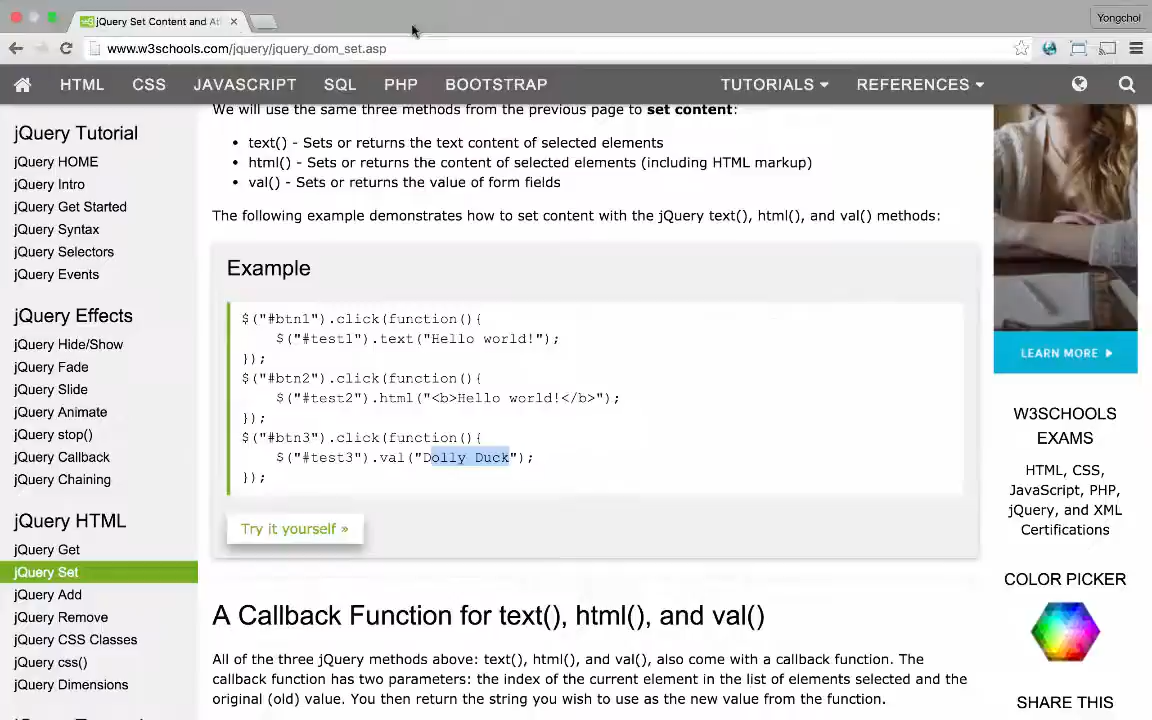 jQuery Set Content and At
Yongchol
www.w3schools.com/jquery/jquery_dom_set.asp
HTML CSS JAVASCRIPT SQL PHP BOOTSTRAP TUTORIALS REFERENCES
jQuery Tutorial
jQuery HOME
jQuery Intro
jQuery Get Started
jQuery Syntax
jQuery Selectors
jQuery Events
jQuery Effects
jQuery Hide/Show
jQuery Fade
jQuery Slide
jQuery Animate
jQuery stop()
jQuery Callback
jQuery Chaining
jQuery HTML
jQuery Get
jQuery Set
jQuery Add
jQuery Remove
jQuery CSS Classes
jQuery css()
jQuery Dimensions
We will use the same three methods from the previous page to set content:
• text() - Sets or returns the text content of selected elements
• html() - Sets or returns the content of selected elements (including HTML markup)
• val() - Sets or returns the value of form fields
The following example demonstrates how to set content with the jQuery text(), html(), and val() methods:
Example
$("#btn1").click(function(){
$("#test1").text("Hello world!");
});
$("#btn2").click(function(){
$("#test2").html("<b>Hello world!</b>");
});
$("#btn3").click(function(){
$("#test3").val("Dolly Duck");
});
Try it yourself »
A Callback Function for text(), html(), and val()
All of the three jQuery methods above: text(), html(), and val(), also come with a callback function. The
callback function has two parameters: the index of the current element in the list of elements selected and the
original (old) value. You then return the string you wish to use as the new value from the function.
LEARN MORE
W3SCHOOLS
EXAMS
HTML, CSS,
JavaScript, PHP,
jQuery, and XML
Certifications
COLOR PICKER
SHARE THIS